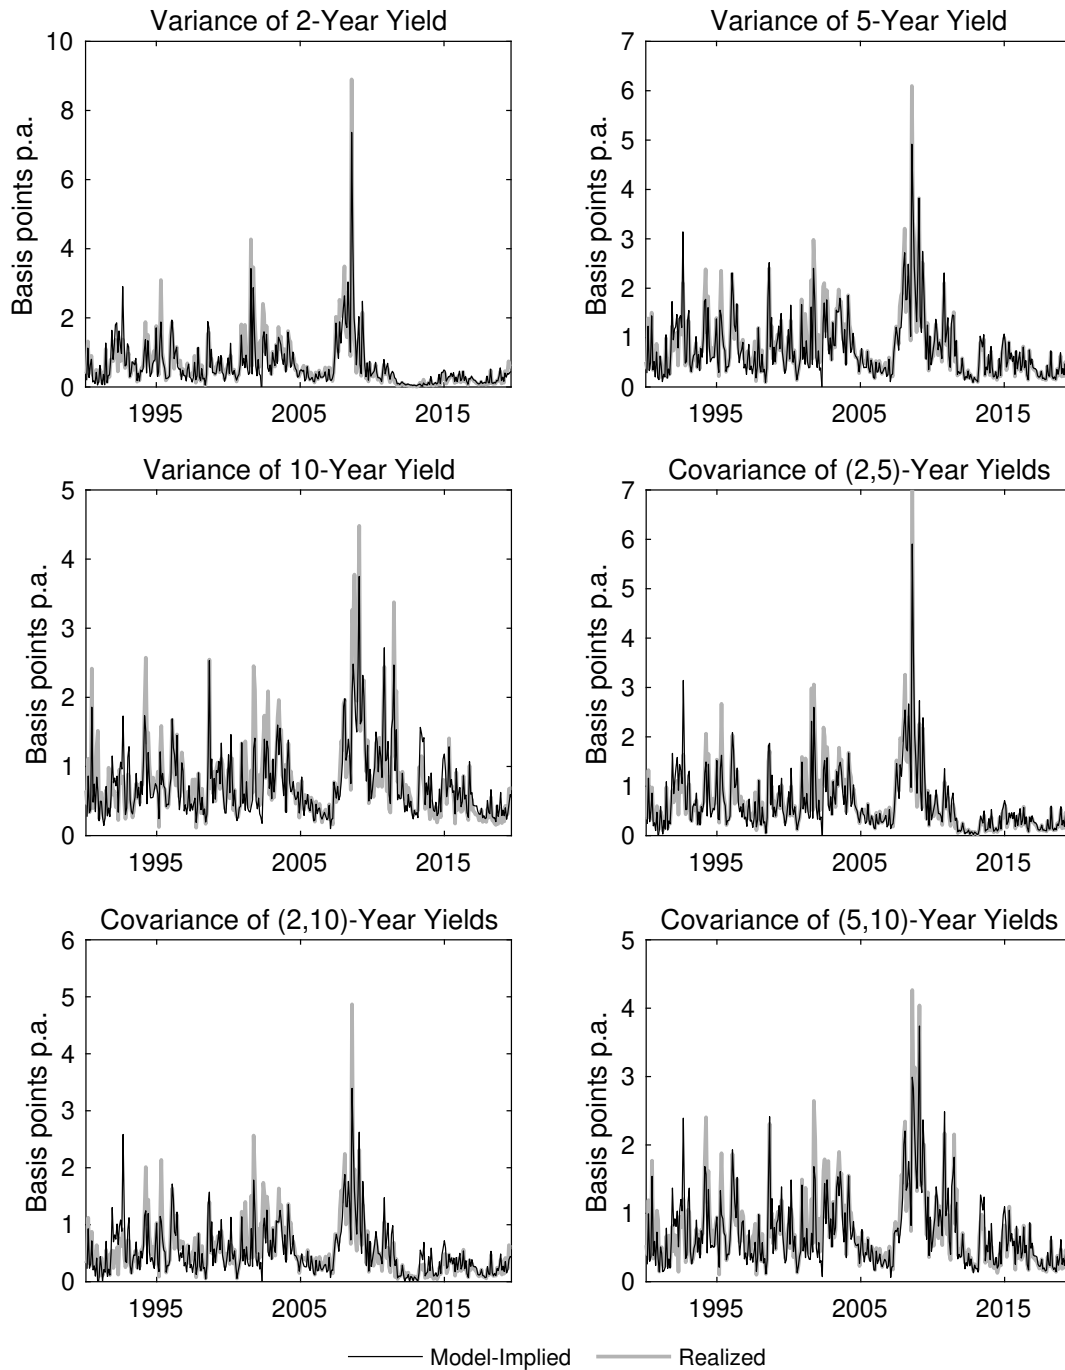 Variance of 2-Year Yield
Basis points p.a.
10
8
6
4
2
0
1995 2005 2015
Variance of 5-Year Yield
Basis points p.a.
7
6
5
4
3
2
1
0
1995 2005 2015
Variance of 10-Year Yield
Basis points p.a.
5
4
3
2
1
0
1995 2005 2015
Covariance of (2,5)-Year Yields
Basis points p.a.
7
6
5
4
3
2
1
0
1995 2005 2015
Covariance of (2,10)-Year Yields
Basis points p.a.
6
5
4
3
2
1
0
1995 2005 2015
Covariance of (5,10)-Year Yields
Basis points p.a.
5
4
3
2
1
0
1995 2005 2015
Model-Implied Realized